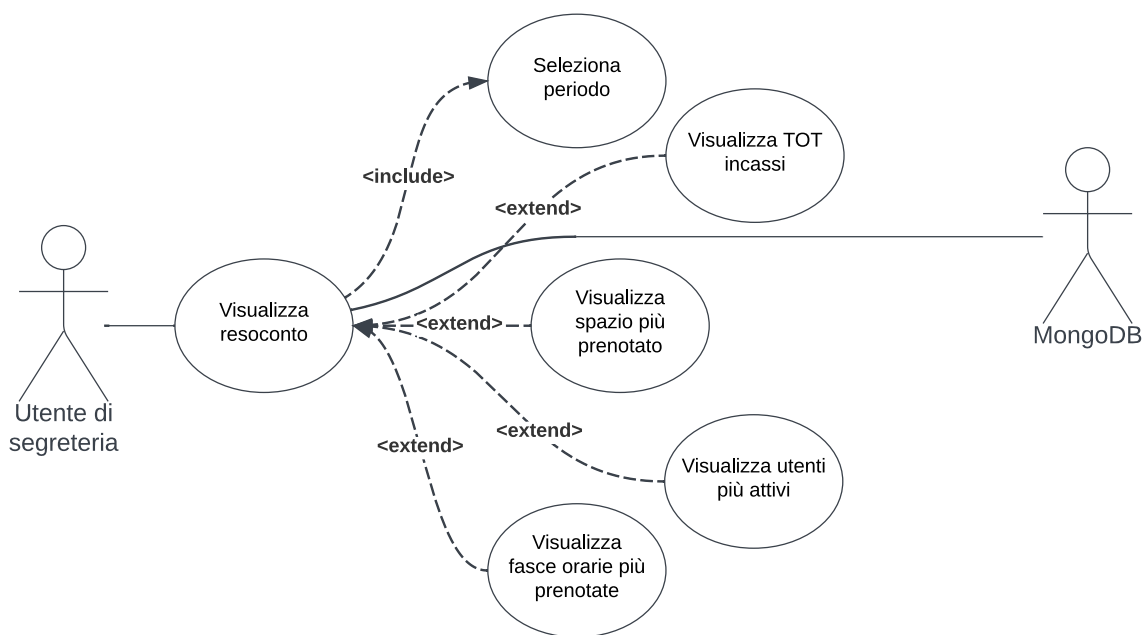 Seleziona
periodo
Visualizza TOT
incassi
<include>
<extend>
Visualizza
resoconto
<extend>
Visualizza
spazio più
prenotato
MongoDB
Utente di
segreteria
<extend>
<extend>
Visualizza utenti
più attivi
Visualizza
fasce orarie più
prenotate